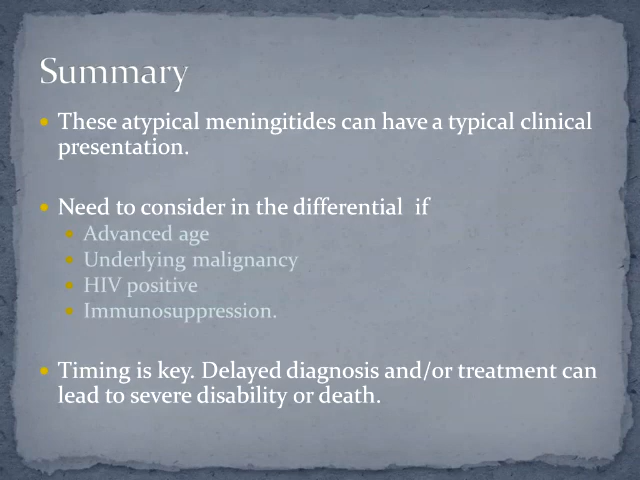 Summary
These atypical meningitides can have a typical clinical
presentation.
Need to consider in the differential  if
Advanced age
Underlying malignancy
HIV positive
Immunosuppression.
Timing is key. Delayed diagnosis and/or treatment can
lead to severe disability or death.